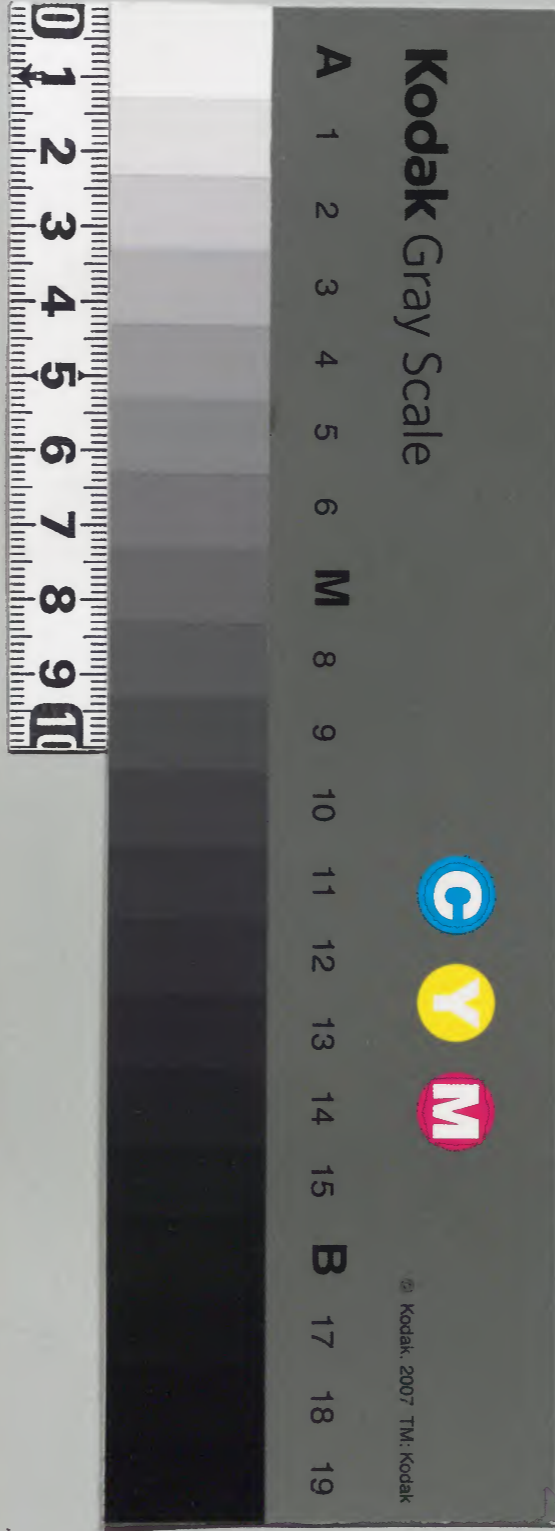 Kodak Gray Scale
C Y M
© Kodak, 2007 TM: Kodak
A 1 2 3 4 5 6 M 8 9 10 11 12 13 14 15 B 17 18 19
0 1 2 3 4 5 6 7 8 9 10